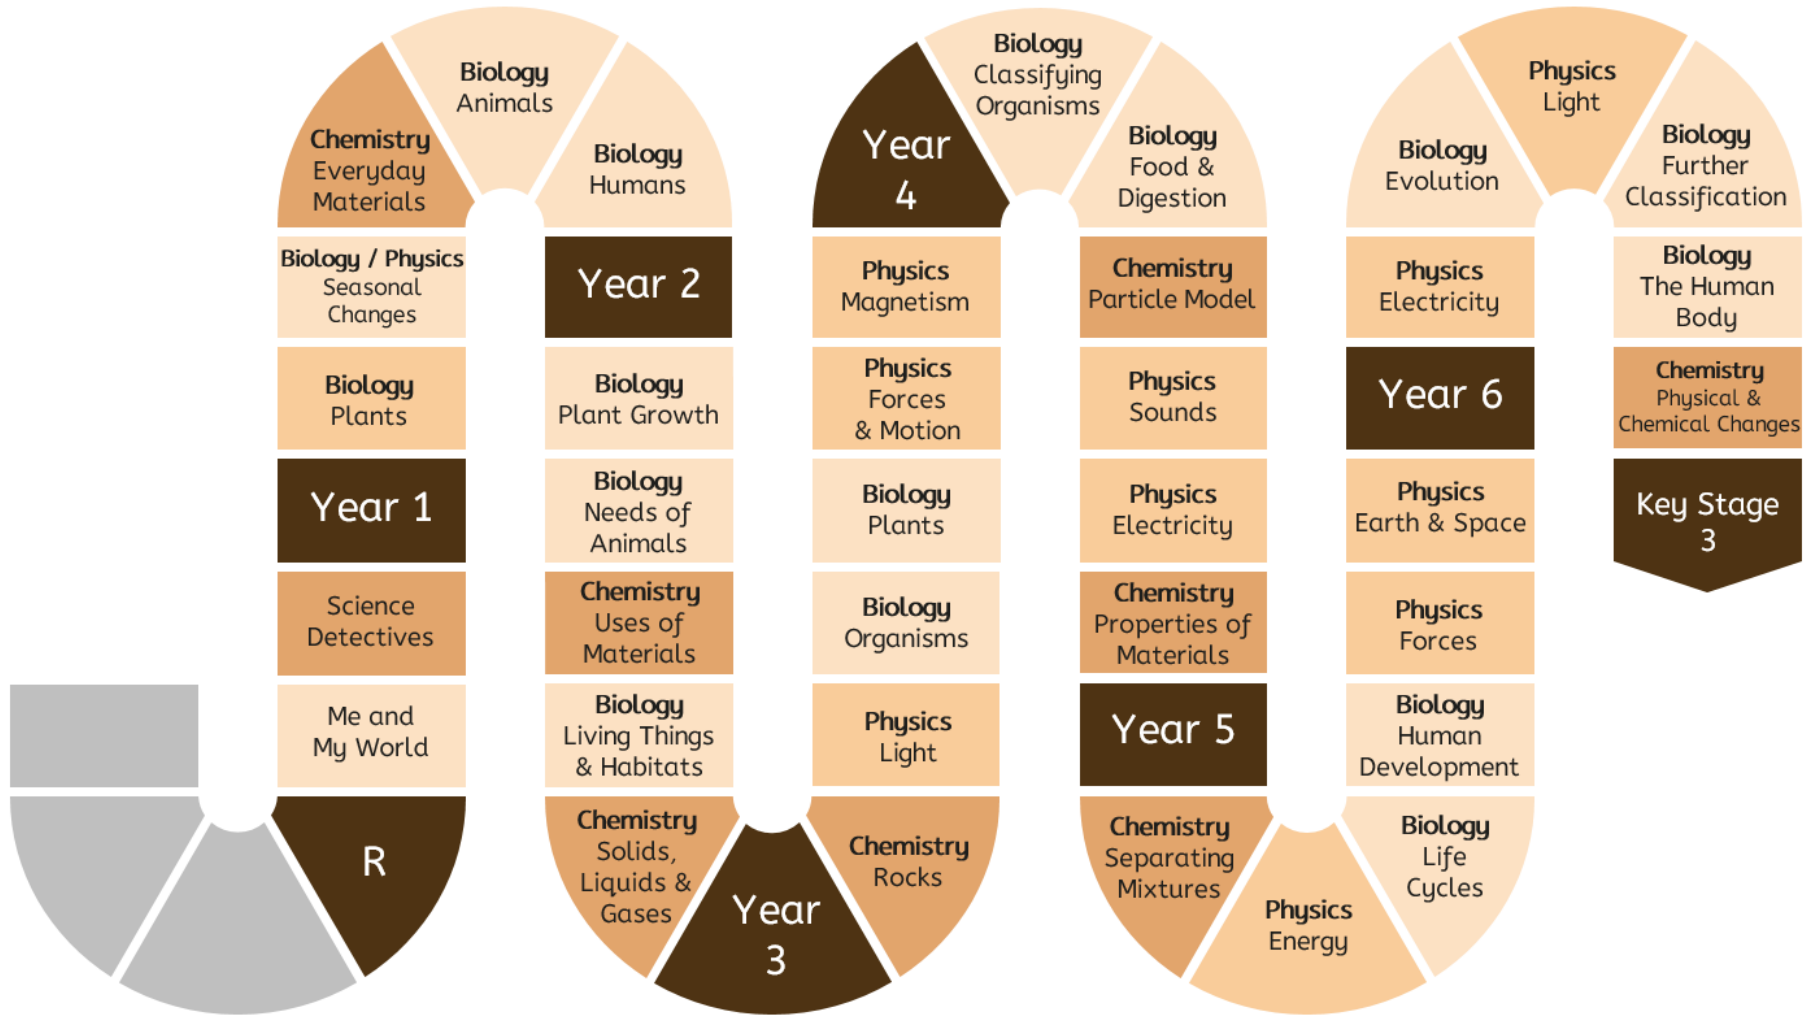 R
Me and
My World
Science
Detectives
Year 1
Biology
Plants
Biology / Physics
Seasonal
Changes
Chemistry
Everyday
Materials
Biology
Animals
Biology
Humans
Year 2
Biology
Plant Growth
Biology
Needs of
Animals
Chemistry
Uses of
Materials
Biology
Living Things
& Habitats
Chemistry
Solids,
Liquids &
Gases
Year
3
Chemistry
Rocks
Physics
Light
Biology
Organisms
Biology
Plants
Physics
Forces
& Motion
Physics
Magnetism
Year
4
Biology
Classifying
Organisms
Biology
Food &
Digestion
Chemistry
Particle Model
Physics
Sounds
Physics
Electricity
Chemistry
Properties of
Materials
Year 5
Chemistry
Separating
Mixtures
Physics
Energy
Biology
Life
Cycles
Biology
Human
Development
Physics
Forces
Physics
Earth & Space
Year 6
Physics
Electricity
Biology
Evolution
Physics
Light
Biology
Further
Classification
Biology
The Human
Body
Chemistry
Physical &
Chemical Changes
Key Stage
3